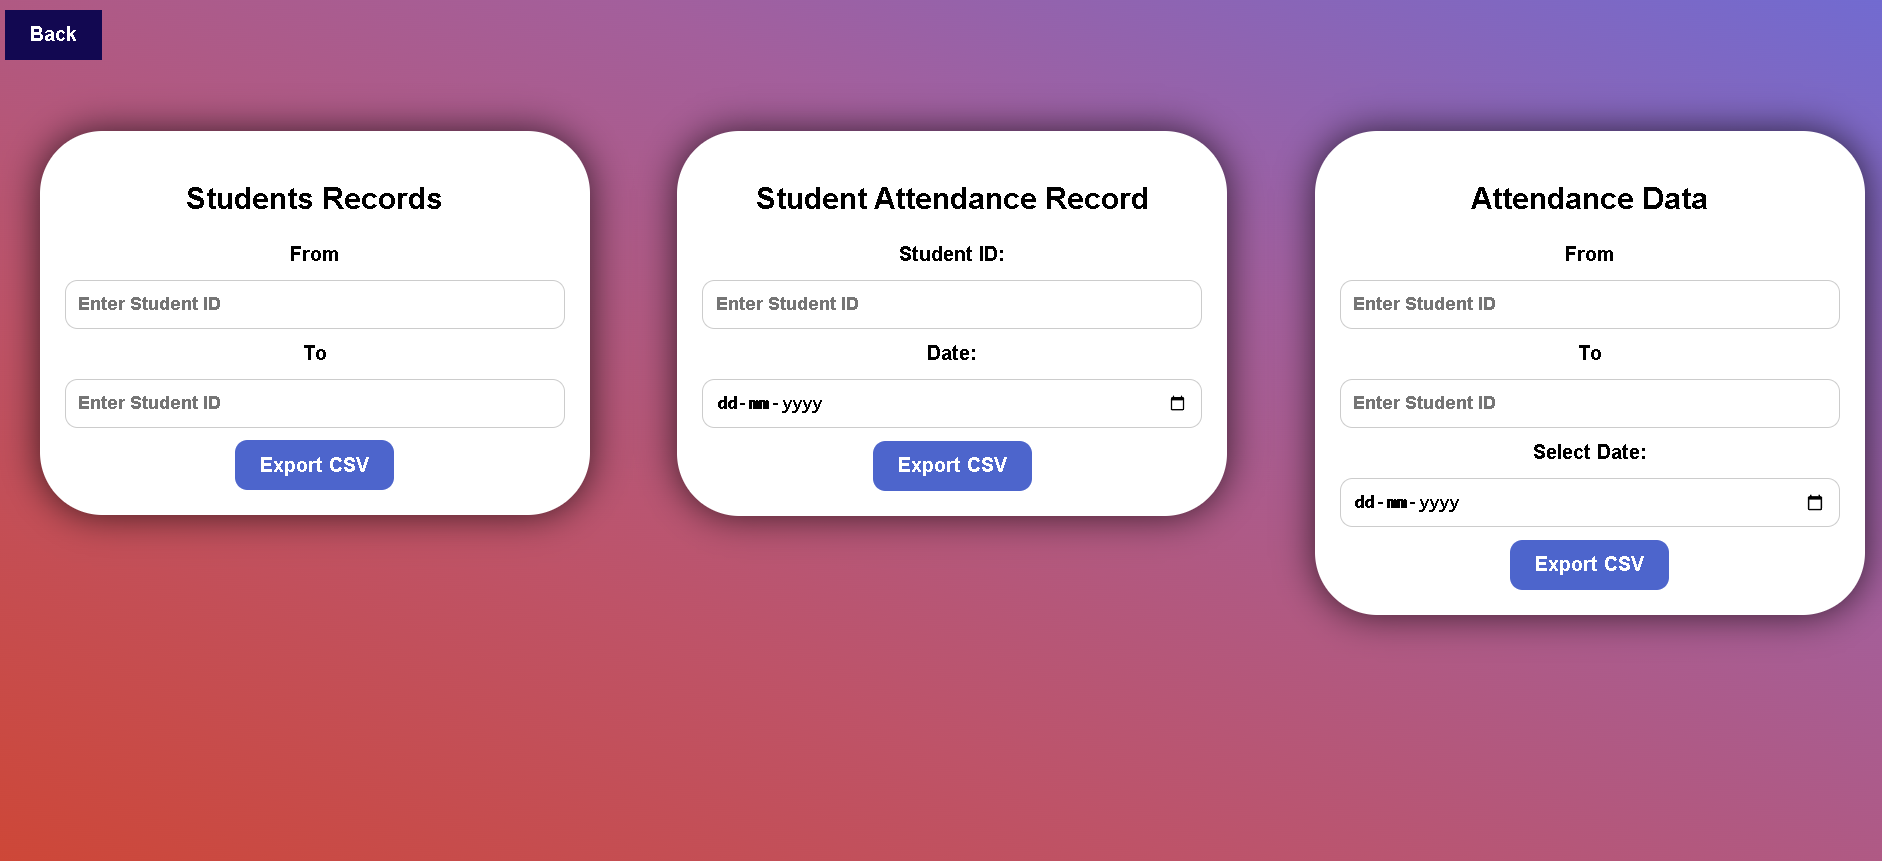 Back
Students Records
From
Enter Student ID
To
Enter Student ID
Export CSV
Student Attendance Record
Student ID:
Enter Student ID
Date:
dd-mm-yyyy
Export CSV
Attendance Data
From
Enter Student ID
To
Enter Student ID
Select Date:
dd-mm-yyyy
Export CSV